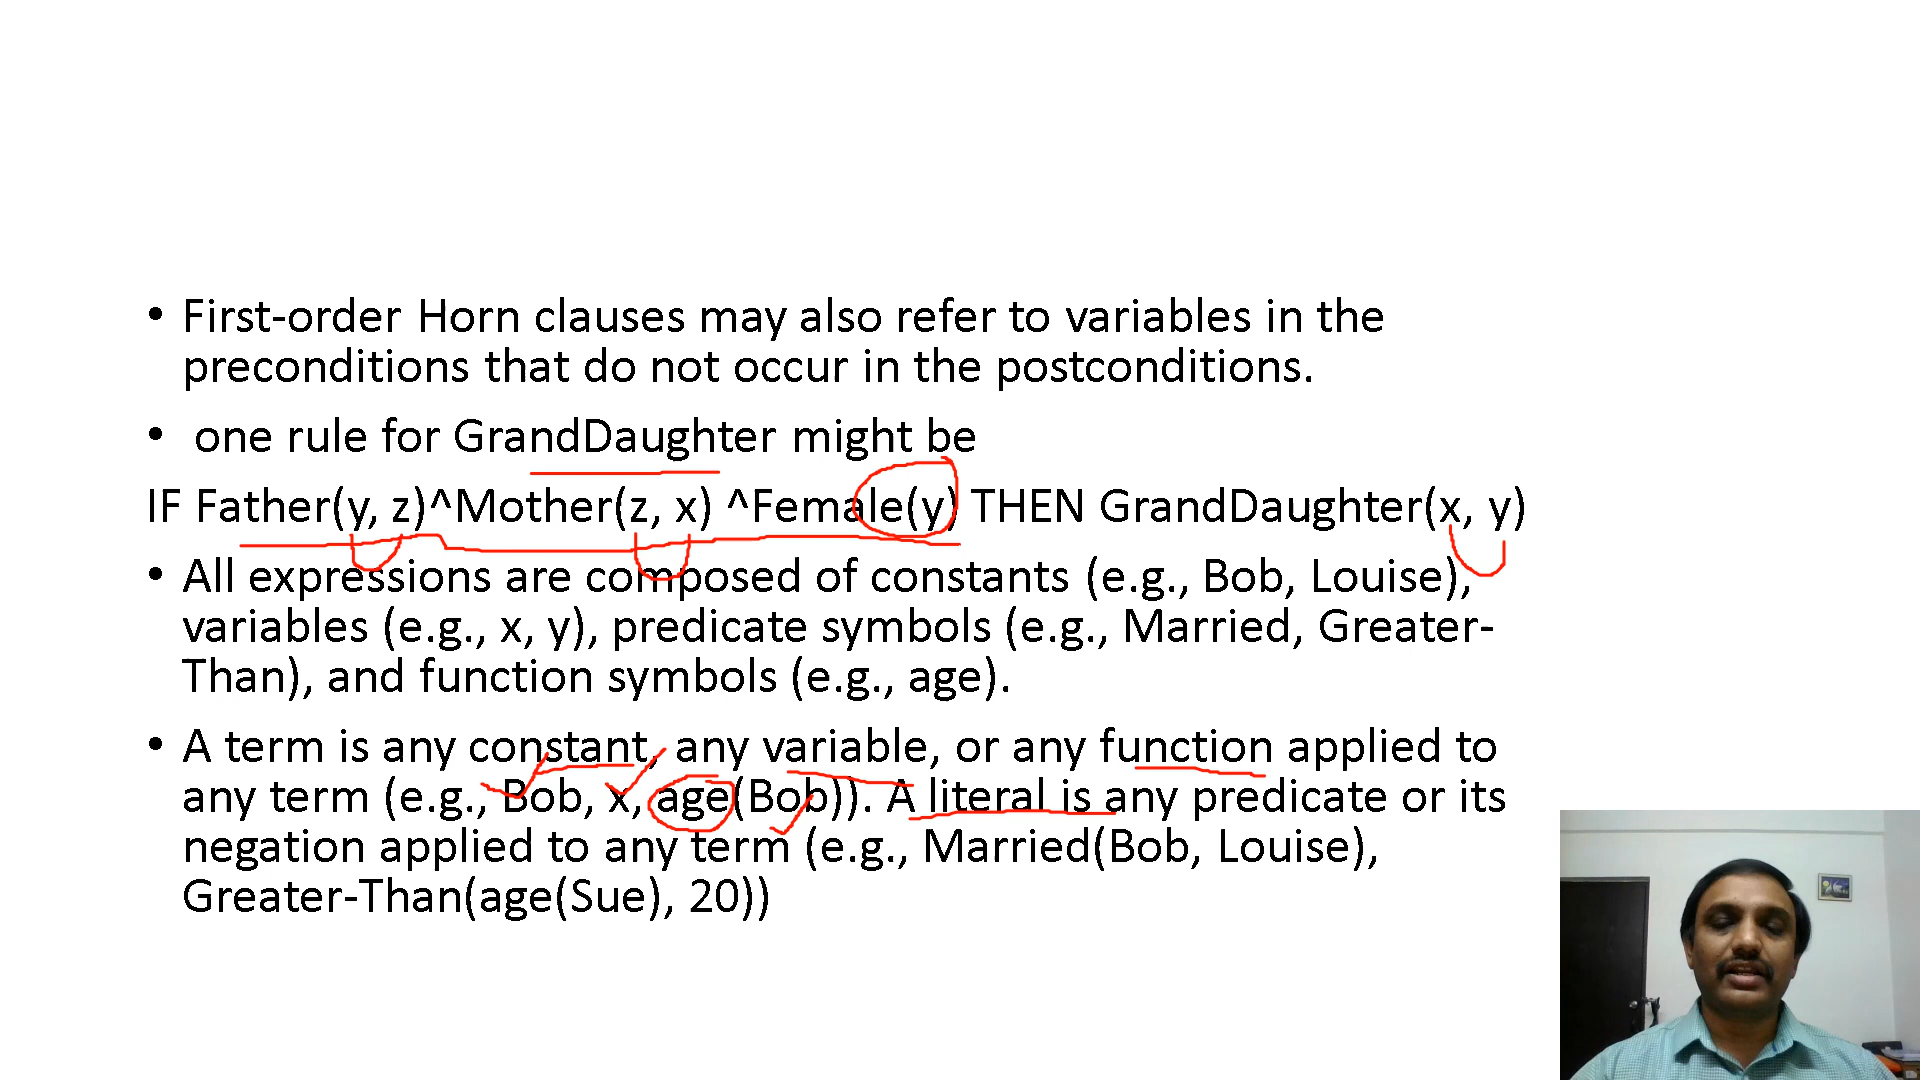 • First-order Horn clauses may also refer to variables in the
preconditions that do not occur in the postconditions.
• one rule for GrandDaughter might be
IF Father(y, z)^Mother(z, x) ^Female(y) THEN GrandDaughter(x, y)
• All expressions are composed of constants (e.g., Bob, Louise),
variables (e.g., x, y), predicate symbols (e.g., Married, Greater-
Than), and function symbols (e.g., age).
• A term is any constant, any variable, or any function applied to
any term (e.g., Bob, x, age(Bob)). A literal is any predicate or its
negation applied to any term (e.g., Married(Bob, Louise),
Greater-Than(age(Sue), 20))